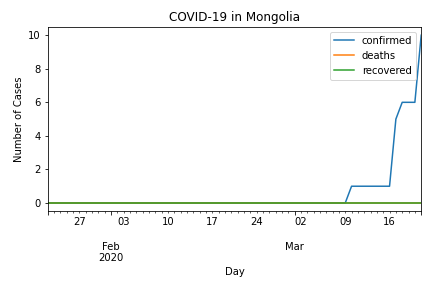 COVID-19 in Mongolia
confirmed
deaths
recovered
Number of Cases
10
8
6
4
2
0
27 03 10 17 24 02 09 16
Feb Mar
2020
Day